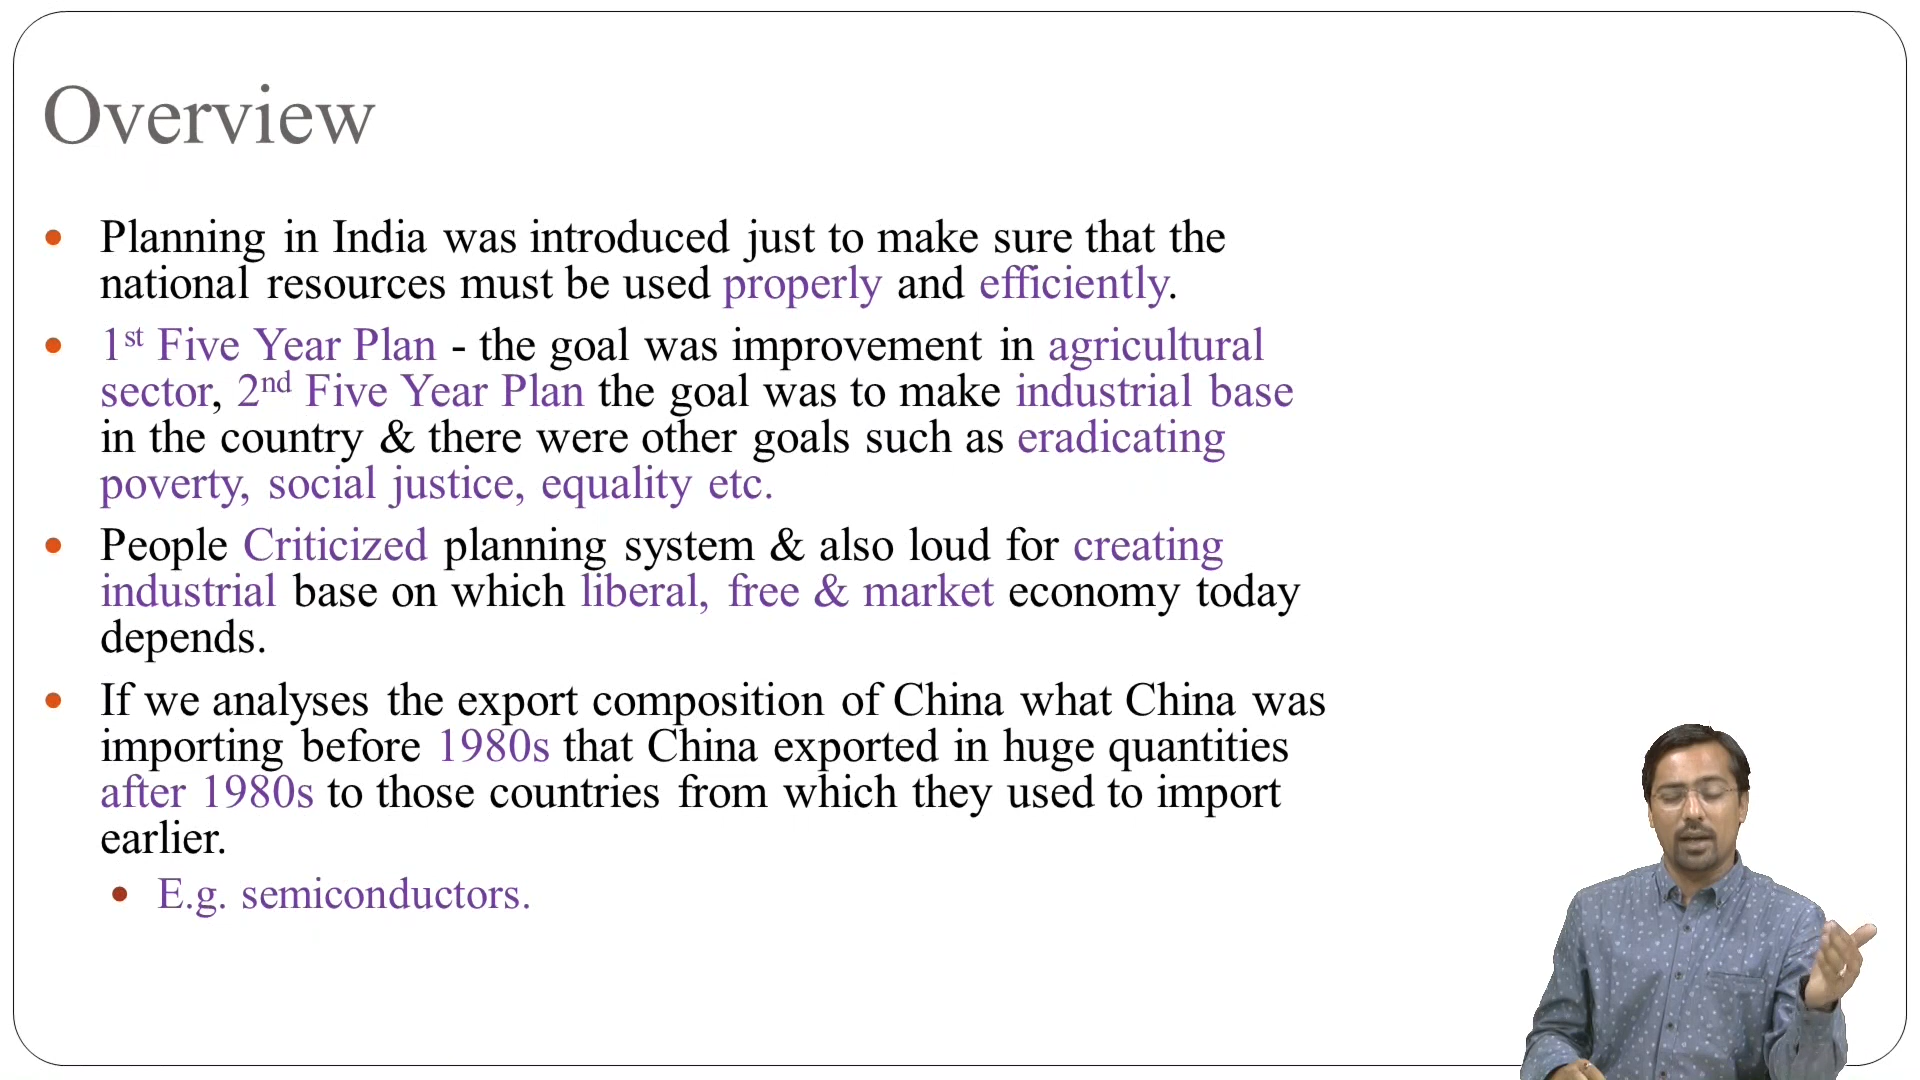 Overview
Planning in India was introduced just to make sure that the
national resources must be used properly and efficiently.
1st Five Year Plan - the goal was improvement in agricultural
sector, 2nd Five Year Plan the goal was to make industrial base
in the country & there were other goals such as eradicating
poverty, social justice, equality etc.
People Criticized planning system & also loud for creating
industrial base on which liberal, free & market economy today
depends.
If we analyses the export composition of China what China was
importing before 1980s that China exported in huge quantities
after 1980s to those countries from which they used to import
earlier.
E.g. semiconductors.